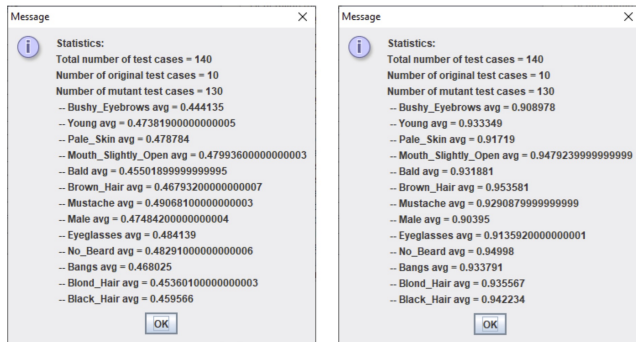 Message
Statistics:
Total number of test cases = 140
Number of original test cases = 10
Number of mutant test cases = 130
-- Bushy_Eyebrows avg = 0.444135
-- Young avg = 0.47381900000000005
-- Pale_Skin avg = 0.478784
-- Mouth_Slightly_Open avg = 0.47993600000000003
-- Bald avg = 0.45501899999999995
-- Brown_Hair avg = 0.46793200000000007
-- Mustache avg = 0.49068100000000003
-- Male avg = 0.47484200000000004
-- Eyeglasses avg = 0.484139
-- No_Beard avg = 0.48291000000000006
-- Bangs avg = 0.468025
-- Blond_Hair avg = 0.45360100000000003
-- Black_Hair avg = 0.459566
OK
Message
Statistics:
Total number of test cases = 140
Number of original test cases = 10
Number of mutant test cases = 130
-- Bushy_Eyebrows avg = 0.908978
-- Young avg = 0.933349
-- Pale_Skin avg = 0.91719
-- Mouth_Slightly_Open avg = 0.9479239999999999
-- Bald avg = 0.931881
-- Brown_Hair avg = 0.953581
-- Mustache avg = 0.9290879999999999
-- Male avg = 0.90395
-- Eyeglasses avg = 0.9135920000000001
-- No_Beard avg = 0.94998
-- Bangs avg = 0.933791
-- Blond_Hair avg = 0.935567
-- Black_Hair avg = 0.942234
OK